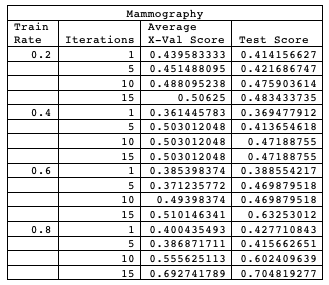 Mammography
Train Rate Iterations Average X-Val Score Test Score
0.2 1 0.439583333 0.414156627
5 0.451488095 0.421686747
10 0.488095238 0.475903614
15 0.50625 0.483433735
0.4 1 0.361445783 0.369477912
5 0.503012048 0.413654618
10 0.503012048 0.47188755
15 0.503012048 0.47188755
0.6 1 0.385398374 0.388554217
5 0.371235772 0.469879518
10 0.49398374 0.469879518
15 0.510146341 0.63253012
0.8 1 0.400435493 0.427710843
5 0.386871711 0.415662651
10 0.555625113 0.602409639
15 0.692741789 0.704819277